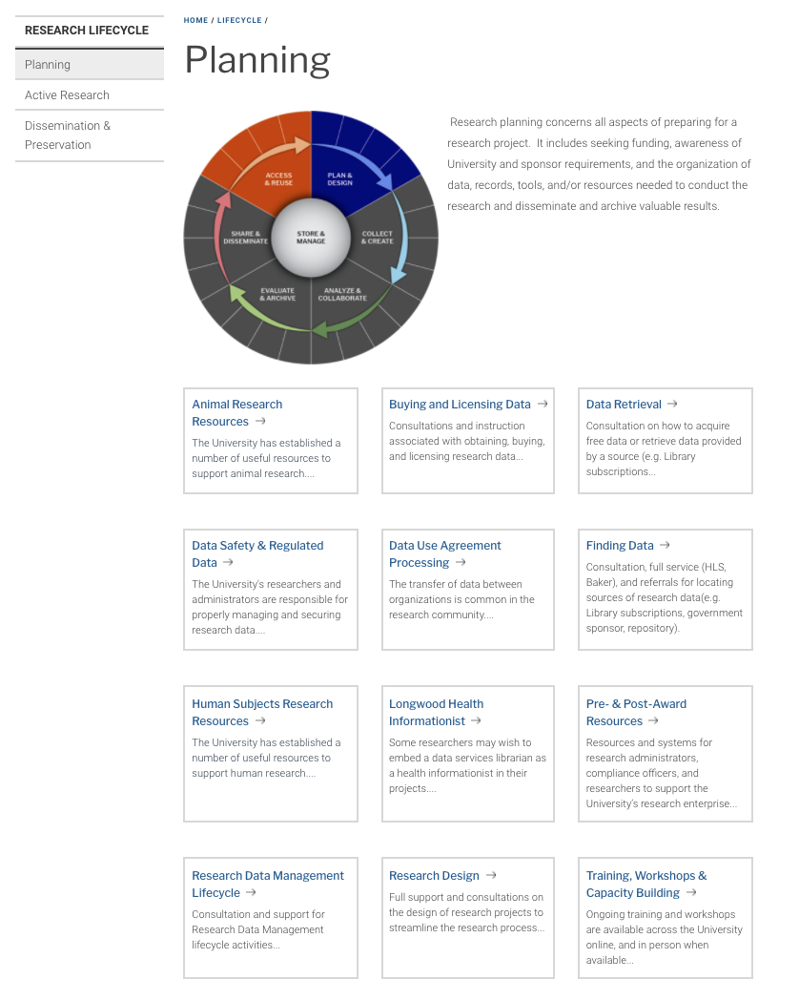 RESEARCH LIFECYCLE
Planning
Active Research
Dissemination &
Preservation
HOME / LIFECYCLE /
Planning
ACCESS
& REUSE
PLAN &
DESIGN
SHARE &
DISSEMINATE
STORE &
MANAGE
COLLECT
& CREATE
EVALUATE
& ARCHIVE
ANALYZE &
COLLABORATE
Research planning concerns all aspects of preparing for a
research project. It includes seeking funding, awareness of
University and sponsor requirements, and the organization of
data, records, tools, and/or resources needed to conduct the
research and disseminate and archive valuable results.
Animal Research
Resources →
The University has established a
number of useful resources to
support animal research....
Buying and Licensing Data →
Consultations and instruction
associated with obtaining, buying,
and licensing research data...
Data Retrieval →
Consultation on how to acquire
free data or retrieve data provided
by a source (e.g. Library
subscriptions...
Data Safety & Regulated
Data →
The University's researchers and
administrators are responsible for
properly managing and securing
research data....
Data Use Agreement
Processing →
The transfer of data between
organizations is common in the
research community....
Finding Data →
Consultation, full service (HLS,
Baker), and referrals for locating
sources of research data(e.g.
Library subscriptions, government
sponsor, repository).
Human Subjects Research
Resources →
The University has established a
number of useful resources to
support human research....
Longwood Health
Informationist →
Some researchers may wish to
embed a data services librarian as
a health informationist in their
projects....
Pre- & Post-Award
Resources →
Resources and systems for
research administrators,
compliance officers, and
researchers to support the
University's research enterprise...
Research Data Management
Lifecycle →
Consultation and support for
Research Data Management
lifecycle activities...
Research Design →
Full support and consultations on
the design of research projects to
streamline the research process...
Training, Workshops &
Capacity Building →
Ongoing training and workshops
are available across the University
online, and in person when
available...